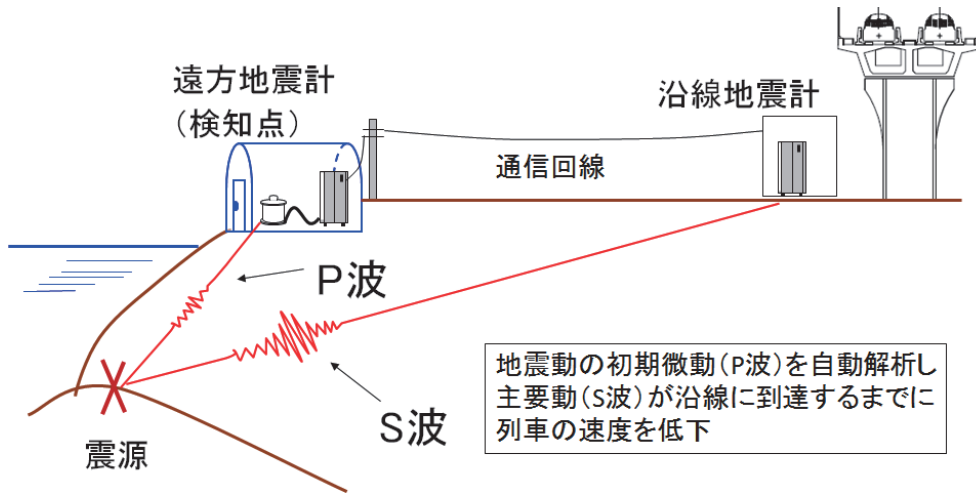 遠方地震計
(検知点)
沿線地震計
通信回線
P波
S波
震源
地震動の初期微動(P波)を自動解析し
主要動(S波)が沿線に到達するまでに
列車の速度を低下